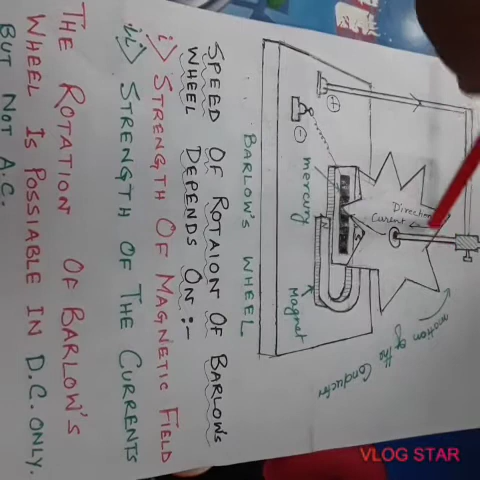 Direction
Curent
motion of the Conductor
mercury
N
S
Magnet
BARLOW'S WHEEL
SPEED OF ROTAION OF BARLOW'S
WHEEL DEPENDS ON :-
i) STRENGTH OF MAGNETIC FIELD
ii) STRENGTH OF THE CURRENTS
THE ROTATION OF BARLOW'S
WHEEL IS POSSIABLE IN D.C. ONLY.
BUT NOT A.C.
VLOG STAR